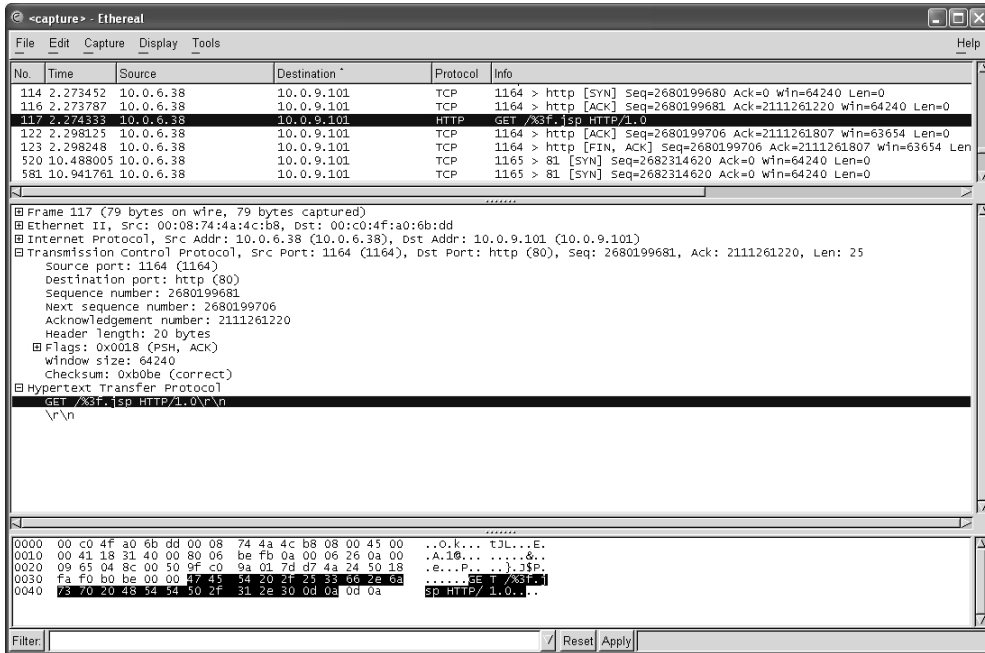 <capture> - Ethereal
File Edit Capture Display Tools Help
No. Time Source Destination Protocol Info
114 2.273452 10.0.6.38 10.0.9.101 TCP 1164 > http [SYN] Seq=2680199680 Ack=0 Win=64240 Len=0
116 2.273787 10.0.6.38 10.0.9.101 TCP 1164 > http [ACK] Seq=2680199681 Ack=2111261220 Win=64240 Len=0
117 2.274333 10.0.6.38 10.0.9.101 HTTP GET /%3f.jsp HTTP/1.0
122 2.298125 10.0.6.38 10.0.9.101 TCP 1164 > http [ACK] Seq=2680199706 Ack=2111261807 Win=63654 Len=0
123 2.298248 10.0.6.38 10.0.9.101 TCP 1164 > http [FIN, ACK] Seq=2680199706 Ack=2111261807 Win=63654 Len
520 10.488005 10.0.6.38 10.0.9.101 TCP 1165 > 81 [SYN] Seq=2682314620 Ack=0 Win=64240 Len=0
581 10.941761 10.0.6.38 10.0.9.101 TCP 1165 > 81 [SYN] Seq=2682314620 Ack=0 Win=64240 Len=0
Frame 117 (79 bytes on wire, 79 bytes captured)
Ethernet II, Src: 00:08:74:4a:4c:b8, Dst: 00:c0:4f:a0:6b:dd
Internet Protocol, Src Addr: 10.0.6.38 (10.0.6.38), Dst Addr: 10.0.9.101 (10.0.9.101)
Transmission Control Protocol, Src Port: 1164 (1164), Dst Port: http (80), Seq: 2680199681, Ack: 2111261220, Len: 25
Source port: 1164 (1164)
Destination port: http (80)
Sequence number: 2680199681
Next sequence number: 2680199706
Acknowledgement number: 2111261220
Header length: 20 bytes
Flags: 0x0018 (PSH, ACK)
Window size: 64240
Checksum: 0xb0be (correct)
Hypertext Transfer Protocol
GET /%3f.jsp HTTP/1.0\r\n
\r\n
0000 00 c0 4f a0 6b dd 00 08 74 4a 4c b8 08 00 45 00 ..O.k... tJL...E.
0010 00 41 18 31 40 00 80 06 be fb 0a 00 06 26 0a 00 .A.1@... .....&..
0020 09 65 04 8c 00 50 9f c0 9a 01 7d d7 4a 24 50 18 .e...P.. ..}.J$P.
0030 fa f0 b0 be 00 00 47 45 54 20 2f 25 33 66 2e 6a ......GE T /%3f.j
0040 73 70 20 48 54 54 50 2f 31 2e 30 0d 0a 0d 0a sp HTTP/ 1.0....
Filter: Reset Apply